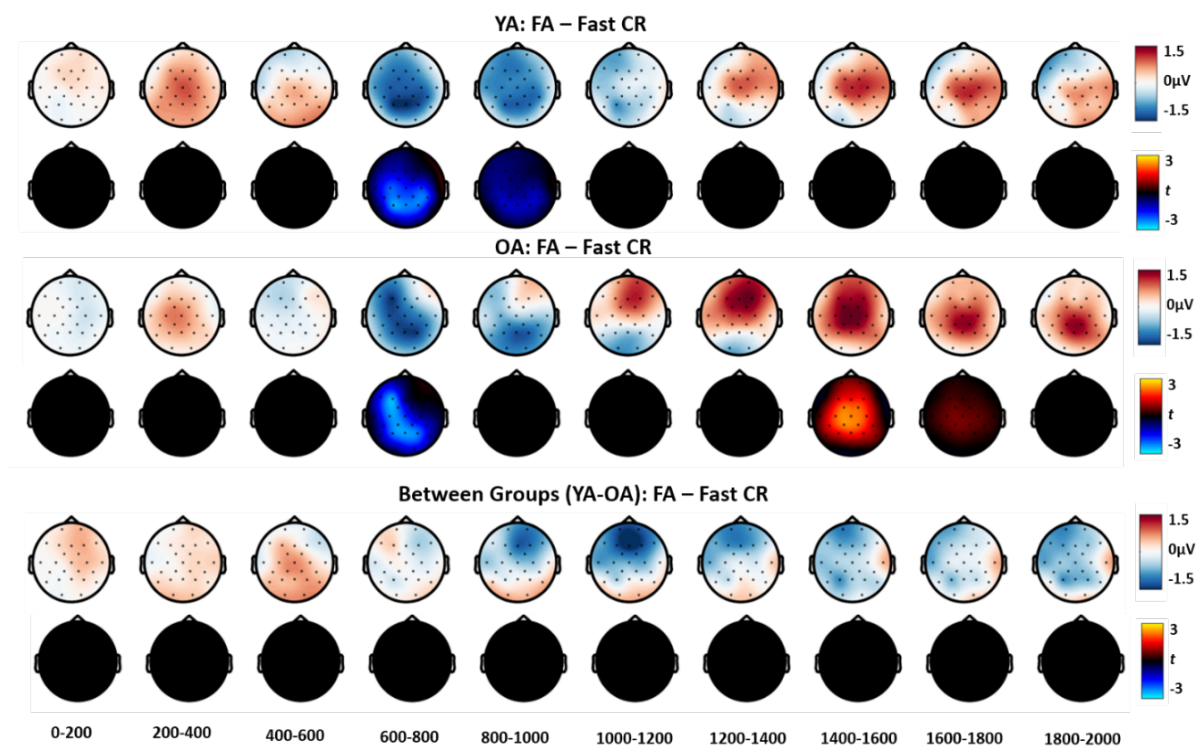 YA: FA – Fast CR
1.5
0µV
-1.5
3
t
-3
OA: FA – Fast CR
1.5
0µV
-1.5
3
t
-3
Between Groups (YA-OA): FA – Fast CR
1.5
0µV
-1.5
3
t
-3
0-200 200-400 400-600 600-800 800-1000 1000-1200 1200-1400 1400-1600 1600-1800 1800-2000